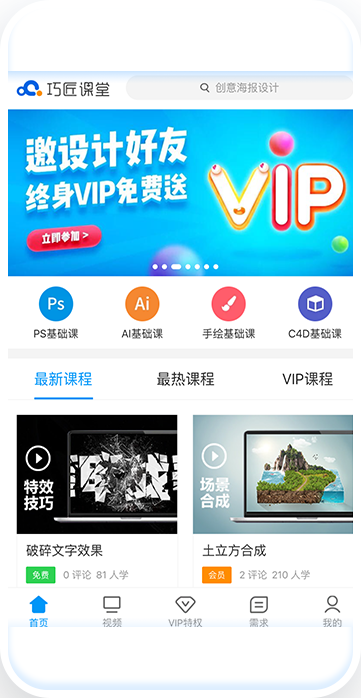 巧匠课堂
创意海报设计
邀设计好友
终身VIP免费送
立即参加 >
VIP
Ps
Ai
PS基础课
AI基础课
手绘基础课
C4D基础课
最新课程
最热课程
VIP课程
特效
技巧
场景
合成
破碎文字效果
土立方合成
免费 0 评论 81 人学
会员 2 评论 210 人学
首页
视频
VIP特权
需求
我的